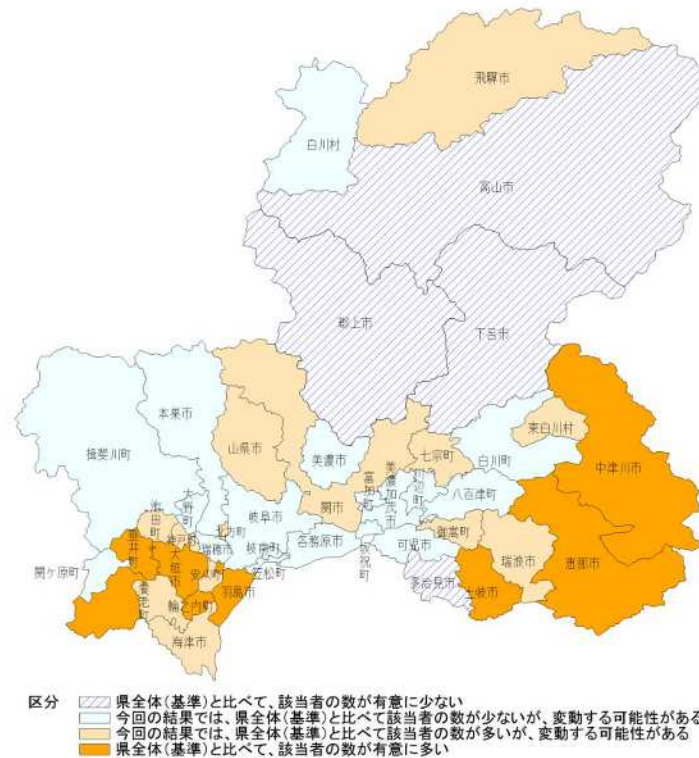 飛騨市
白川村
高山市
郡上市
下呂市
本巣市
揖斐川町
山県市
美濃市
東白川村
七宗町
白川町
中津川市
関市
富加町
美濃加茂市
川辺町
八百津町
大野町
池田町
岐阜市
北方町
神戸町
瑞穂市
岐南町
各務原市
坂祝町
可児市
御嵩町
瑞浪市
恵那市
垂井町
大垣市
関ケ原町
安八町
笠松町
羽島市
多治見市
土岐市
養老町
輪之内町
海津市
区分
県全体(基準)と比べて、該当者の数が有意に少ない
今回の結果では、県全体(基準)と比べて該当者の数が少ないが、変動する可能性がある
今回の結果では、県全体(基準)と比べて該当者の数が多いが、変動する可能性がある
県全体(基準)と比べて、該当者の数が有意に多い